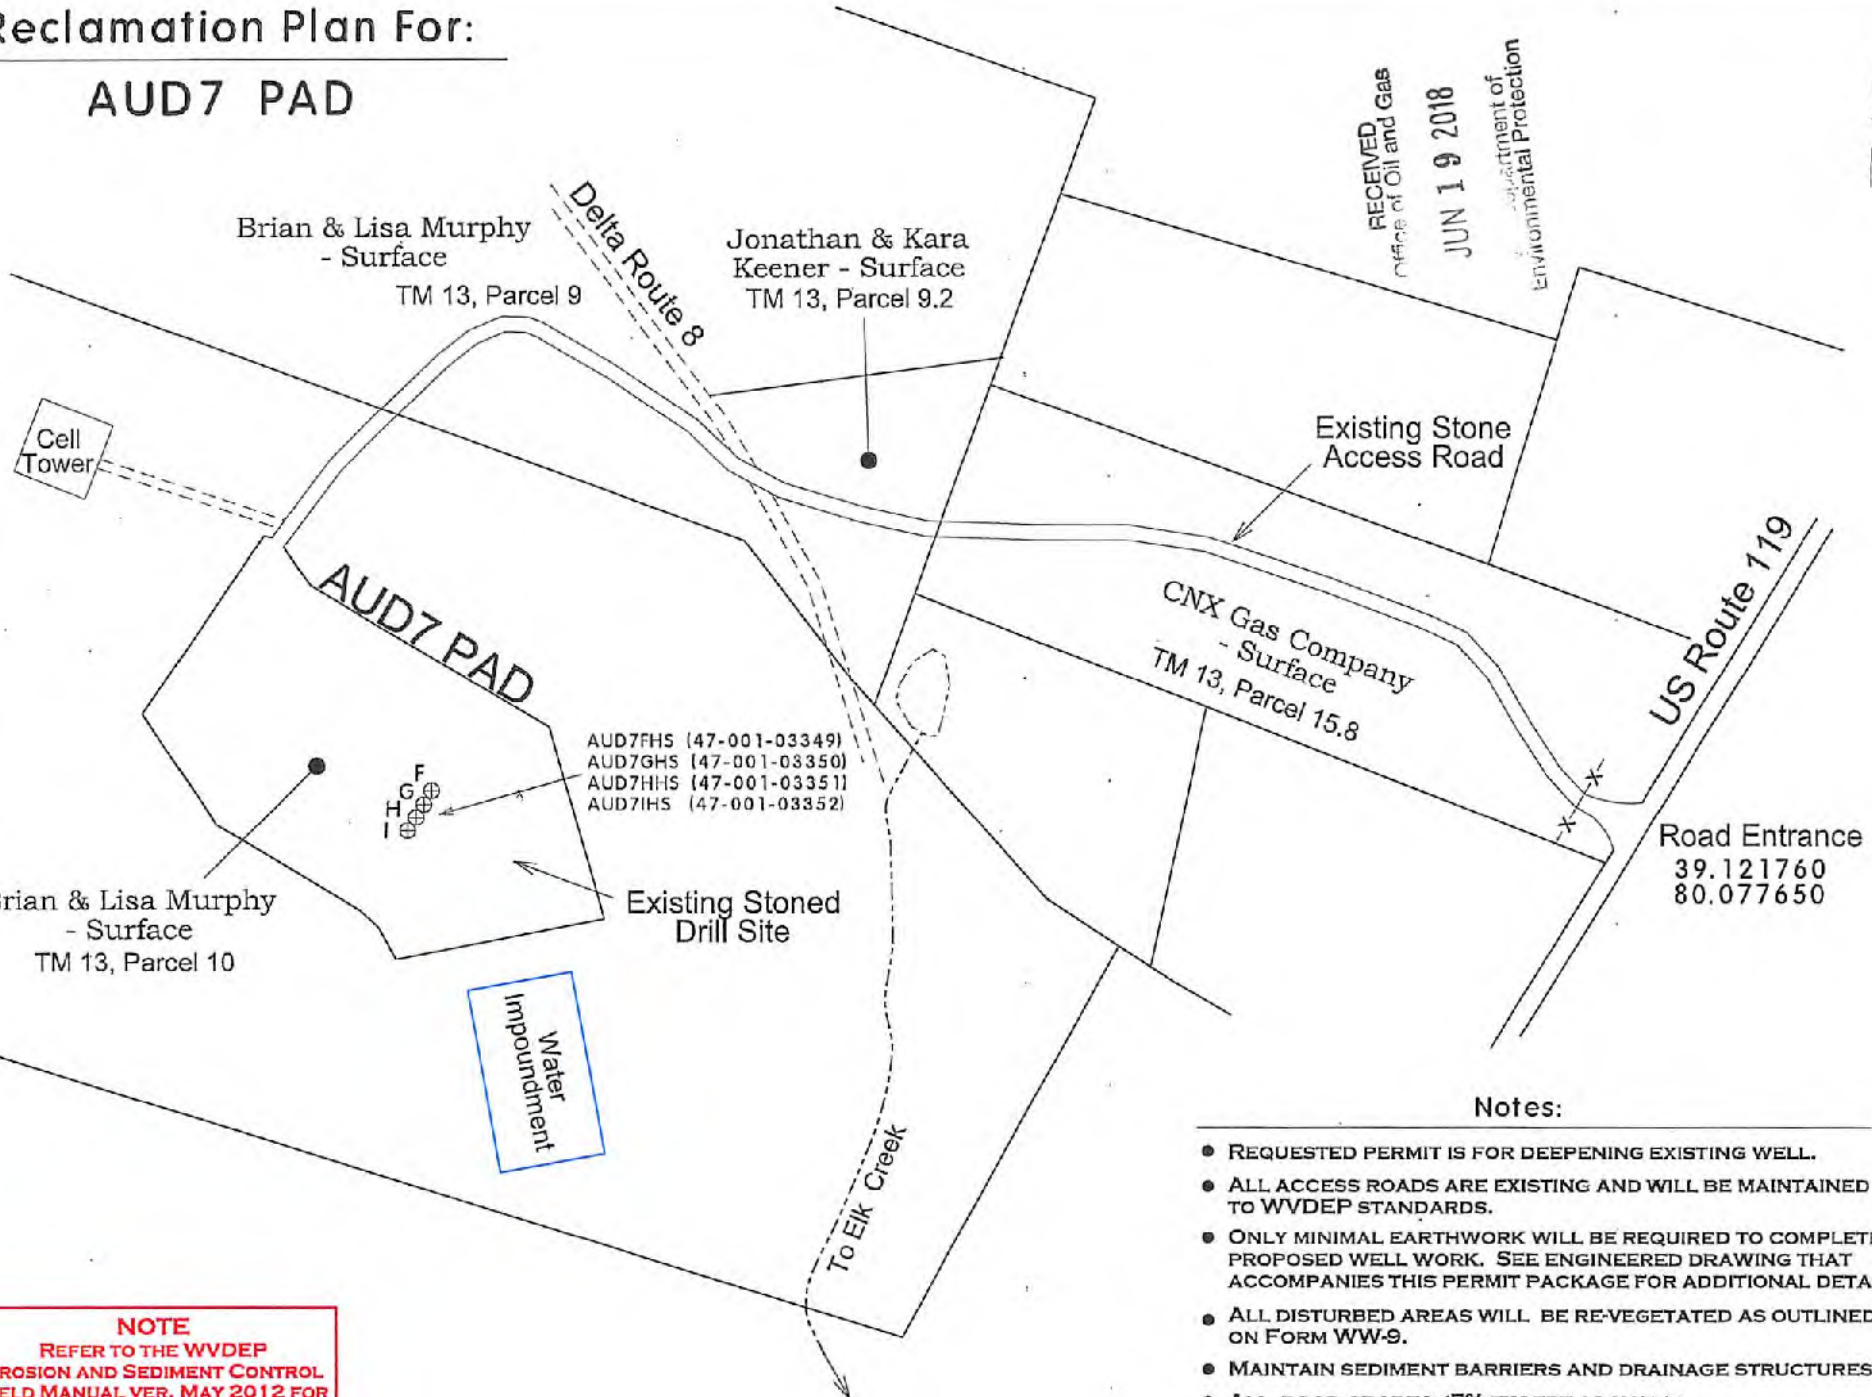 Reclamation Plan For:
AUD7 PAD
RECEIVED
Office of Oil and Gas
JUN 19 2018
Environmental Protection
Brian & Lisa Murphy
- Surface
TM 13, Parcel 9
Delta Route 8
Jonathan & Kara
Keener - Surface
TM 13, Parcel 9.2
Cell
Tower
Existing Stone
Access Road
US Route 119
CNX Gas Company
- Surface
TM 13, Parcel 15.8
AUD7 PAD
AUD7FHS (47-001-03349)
AUD7GHS (47-001-03350)
AUD7HHS (47-001-03351)
AUD7IHS (47-001-03352)
F
G
H
I
X
X
Road Entrance
39.121760
80.077650
Existing Stoned
Drill Site
& Lisa Murphy
- Surface
TM 13, Parcel 10
Water
Impoundment
To Elk Creek
Notes:
• REQUESTED PERMIT IS FOR DEEPENING EXISTING WELL.
• ALL ACCESS ROADS ARE EXISTING AND WILL BE MAINTAINED
TO WVDEP STANDARDS.
• ONLY MINIMAL EARTHWORK WILL BE REQUIRED TO COMPLETE
PROPOSED WELL WORK. SEE ENGINEERED DRAWING THAT
ACCOMPANIES THIS PERMIT PACKAGE FOR ADDITIONAL
• ALL DISTURBED AREAS WILL BE RE-VEGETATED AS OUTLINED
ON FORM WW-9.
• MAINTAIN SEDIMENT BARRIERS AND DRAINAGE STRUCTURES
NOTE
REFER TO THE WVDEP
AND SEDIMENT CONTROL
MANUAL VER. MAY 2012 FOR